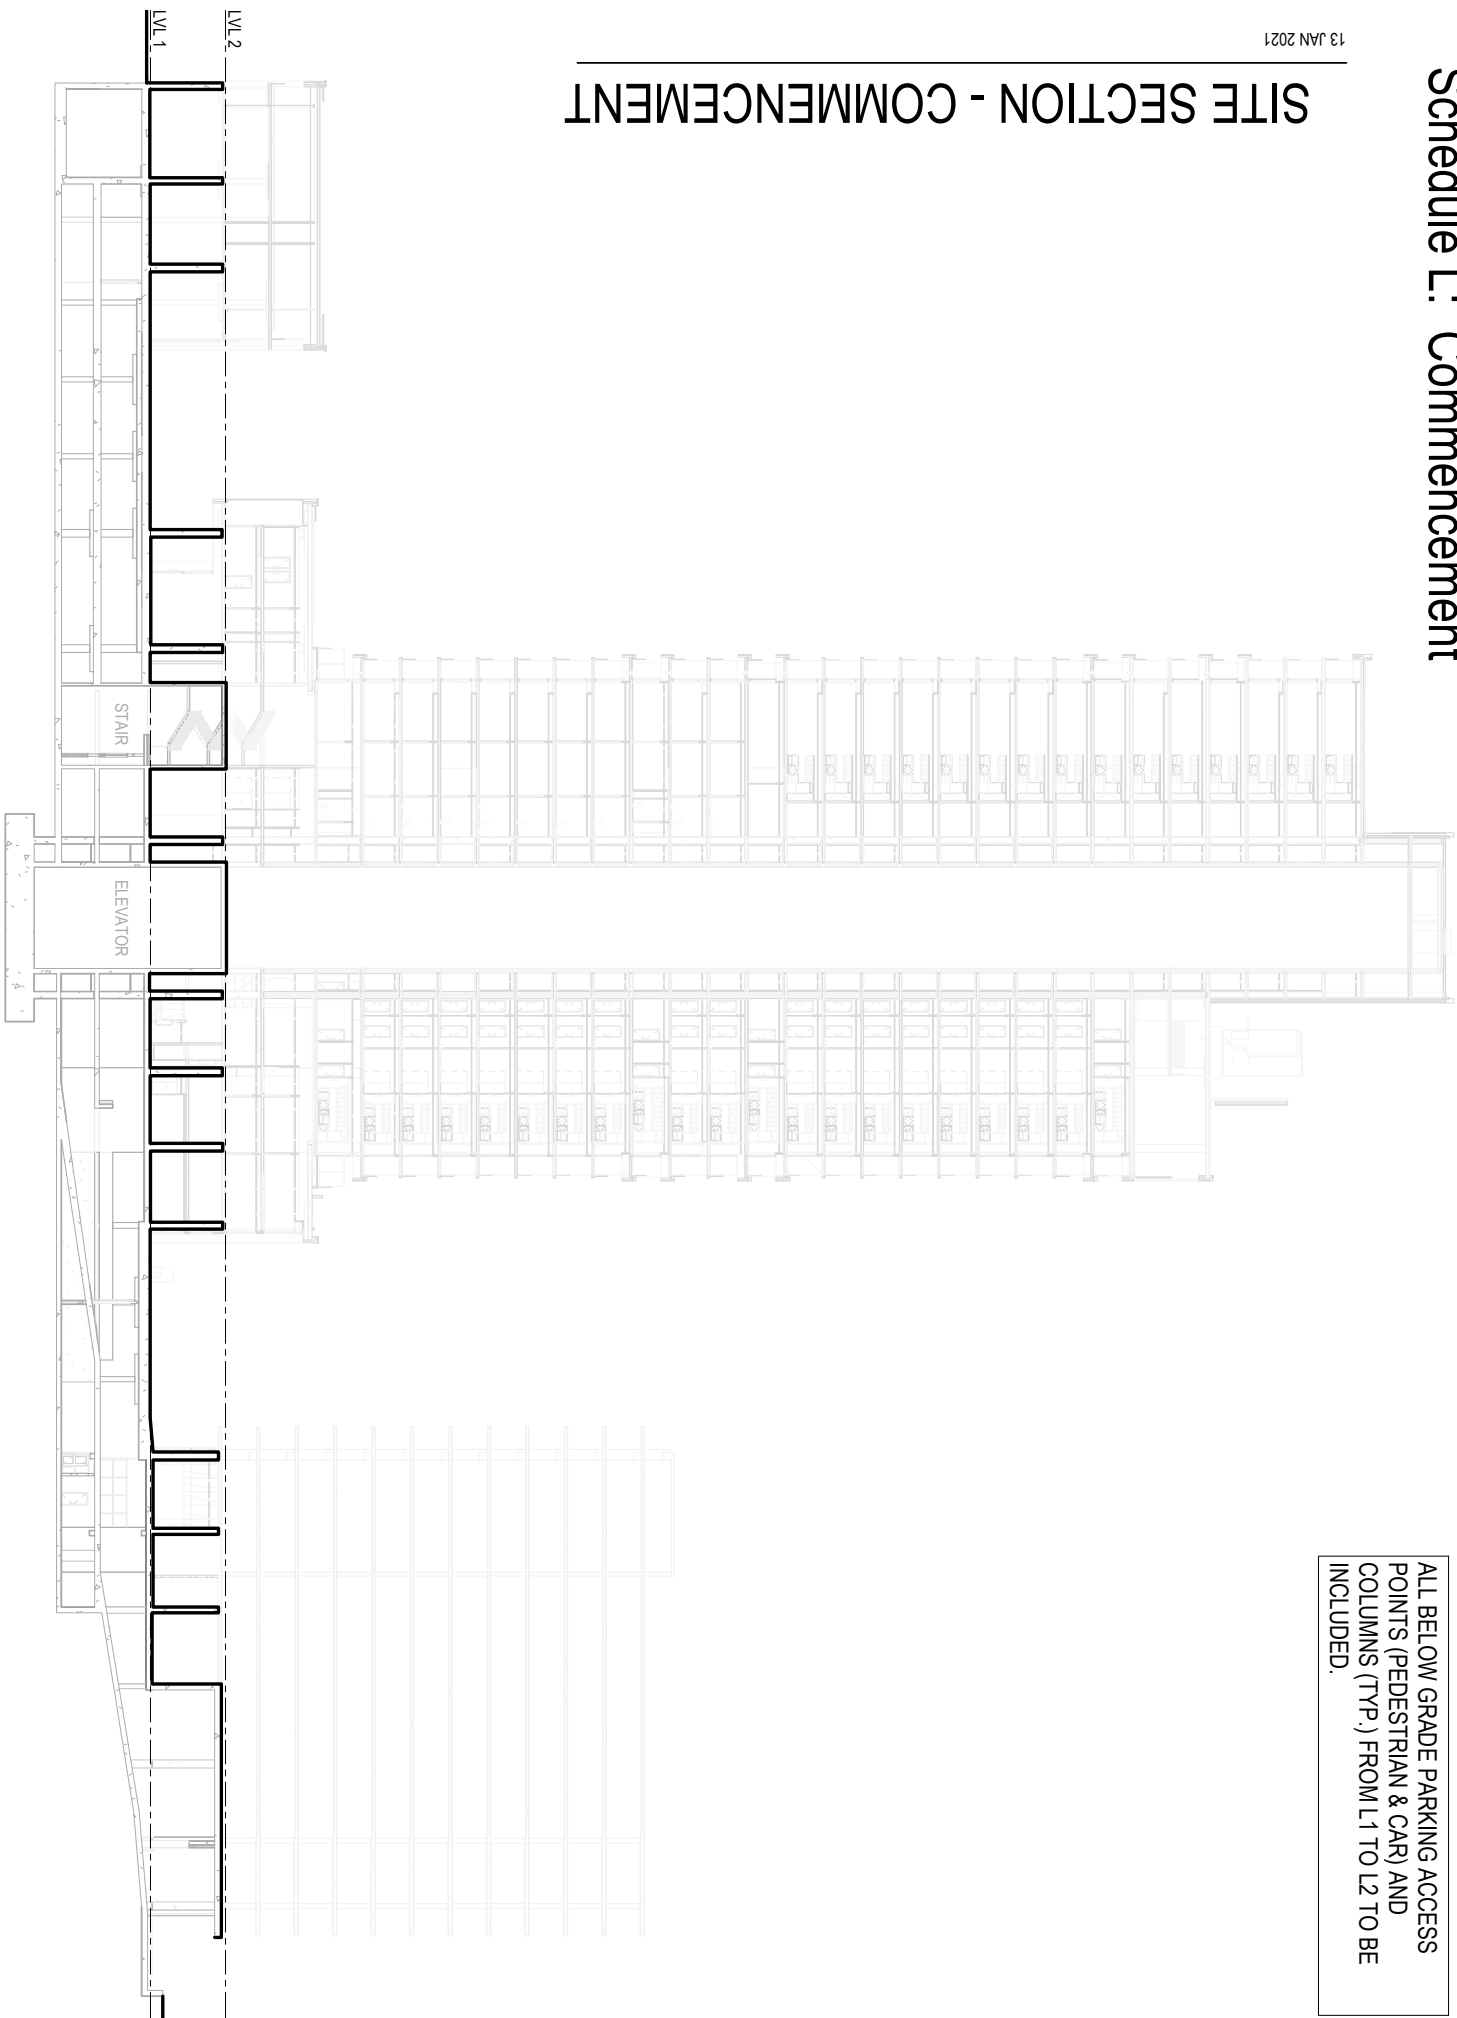 Schedule L: Commencement
ALL BELOW GRADE PARKING ACCESS
POINTS (PEDESTRIAN & CAR) AND
COLUMNS (TYP.) FROM L1 TO L2 TO BE
INCLUDED.
SITE SECTION - COMMENCEMENT
13 JAN 2021
LVL 2
LVL 1
STAIR
ELEVATOR